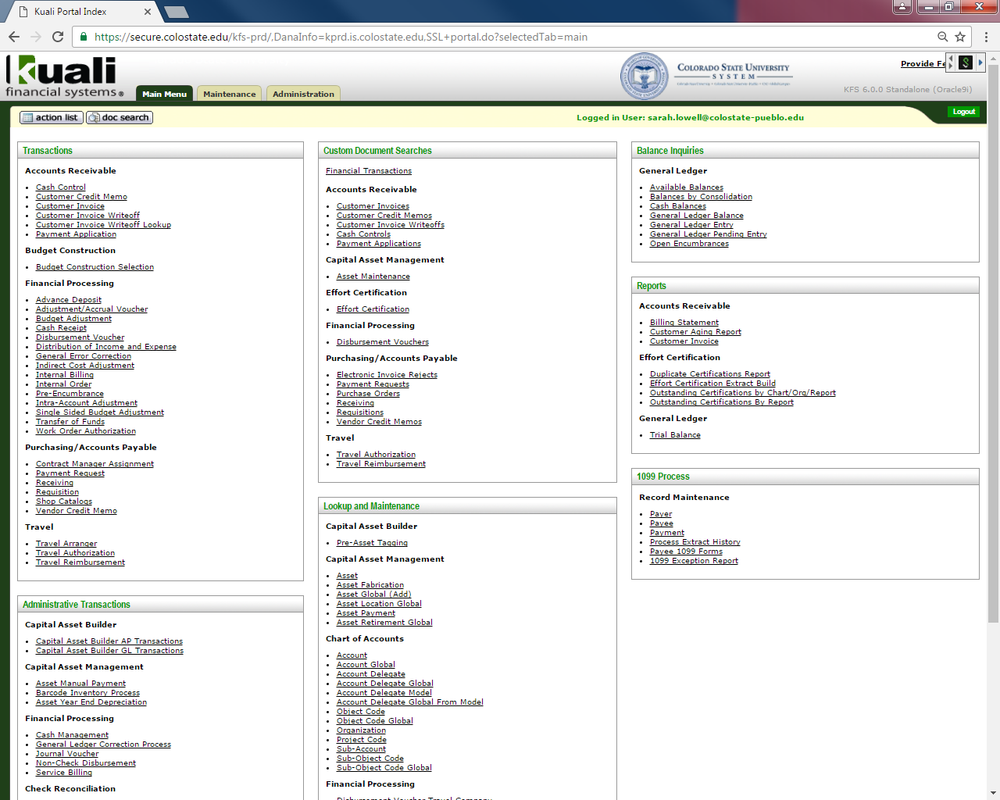 Kuali Portal Index
https://secure.colostate.edu/kfs-prd/,DanaInfo=kprd.is.colostate.edu,SSL+portal.do?selectedTab=main
Kuali
financial systems®
Main Menu
Maintenance
Administration
COLORADO STATE UNIVERSITY
SYSTEM
Provide Fe
KFS 6.0.0 Standalone (Oracle9i)
action list
doc search
Logged in User: sarah.lowell@colostate-pueblo.edu
Logout
Transactions
Accounts Receivable
Cash Control
Customer Credit Memo
Customer Invoice
Customer Invoice Writeoff
Customer Invoice Writeoff Lookup
Payment Application
Budget Construction
Budget Construction Selection
Financial Processing
Advance Deposit
Adjustment/Accrual Voucher
Budget Adjustment
Cash Receipt
Disbursement Voucher
Distribution of Income and Expense
General Error Correction
Indirect Cost Adjustment
Internal Billing
Internal Order
Pre-Encumbrance
Intra-Account Adjustment
Single Sided Budget Adjustment
Transfer of Funds
Work Order Authorization
Purchasing/Accounts Payable
Contract Manager Assignment
Payment Request
Receiving
Requisition
Shop Catalogs
Vendor Credit Memo
Travel
Travel Arranger
Travel Authorization
Travel Reimbursement
Administrative Transactions
Capital Asset Builder
Capital Asset Builder AP Transactions
Capital Asset Builder GL Transactions
Capital Asset Management
Asset Manual Payment
Barcode Inventory Process
Asset Year End Depreciation
Financial Processing
Cash Management
General Ledger Correction Process
Journal Voucher
Non-Check Disbursement
Service Billing
Check Reconciliation
Custom Document Searches
Financial Transactions
Accounts Receivable
Customer Invoices
Customer Credit Memos
Customer Invoice Writeoffs
Cash Controls
Payment Applications
Capital Asset Management
Asset Maintenance
Effort Certification
Effort Certification
Financial Processing
Disbursement Vouchers
Purchasing/Accounts Payable
Electronic Invoice Rejects
Payment Requests
Purchase Orders
Receiving
Requisitions
Vendor Credit Memos
Travel
Travel Authorization
Travel Reimbursement
Lookup and Maintenance
Capital Asset Builder
Pre-Asset Tagging
Capital Asset Management
Asset
Asset Fabrication
Asset Global (Add)
Asset Location Global
Asset Payment
Asset Retirement Global
Chart of Accounts
Account
Account Global
Account Delegate
Account Delegate Global
Account Delegate Model
Account Delegate Global From Model
Object Code
Object Code Global
Organization
Project Code
Sub-Account
Sub-Object Code
Sub-Object Code Global
Financial Processing
Disbursement Voucher Travel Company
Balance Inquiries
General Ledger
Available Balances
Balances by Consolidation
Cash Balances
General Ledger Balance
General Ledger Entry
General Ledger Pending Entry
Open Encumbrances
Reports
Accounts Receivable
Billing Statement
Customer Aging Report
Customer Invoice
Effort Certification
Duplicate Certifications Report
Effort Certification Extract Build
Outstanding Certifications by Chart/Org/Report
Outstanding Certifications By Report
General Ledger
Trial Balance
1099 Process
Record Maintenance
Payer
Payee
Payment
Process Extract History
Payee 1099 Forms
1099 Exception Report